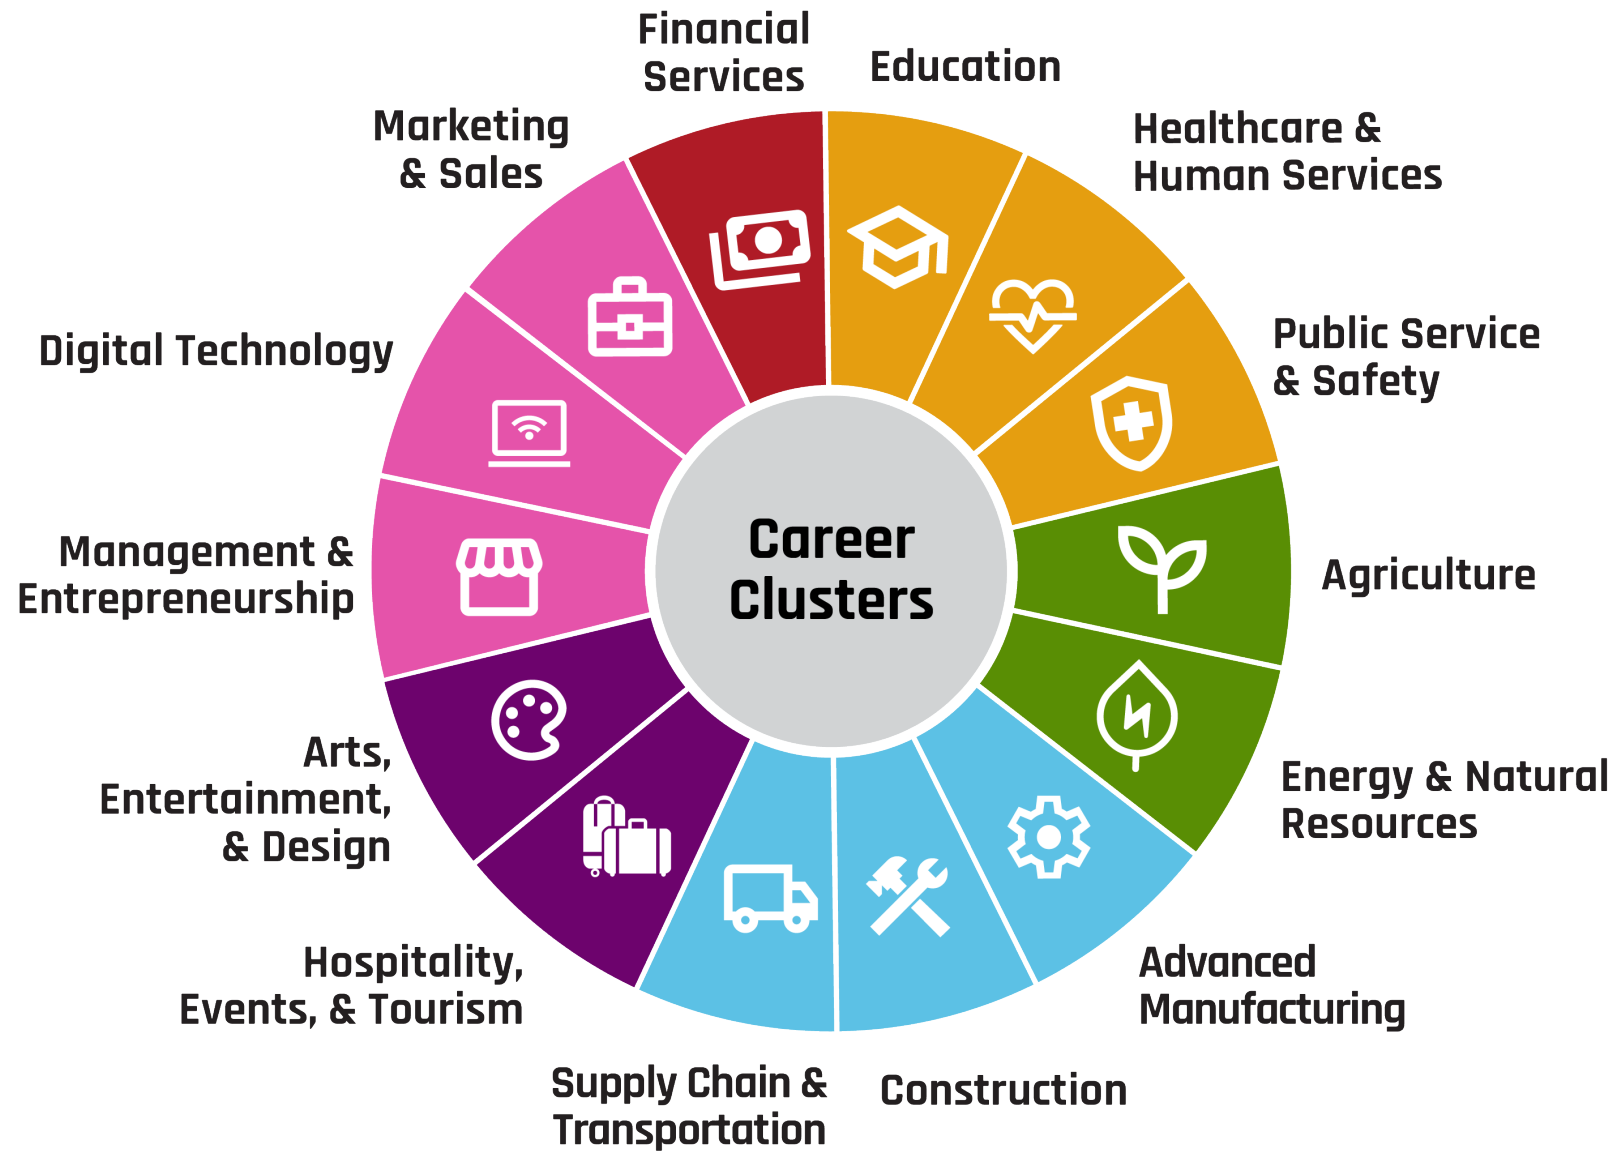 Financial
Services
Education
Healthcare &
Human Services
Public Service
& Safety
Agriculture
Energy & Natural
Resources
Advanced
Manufacturing
Construction
Supply Chain &
Transportation
Hospitality,
Events, & Tourism
Arts,
Entertainment,
& Design
Management &
Entrepreneurship
Digital Technology
Marketing
& Sales
Career
Clusters